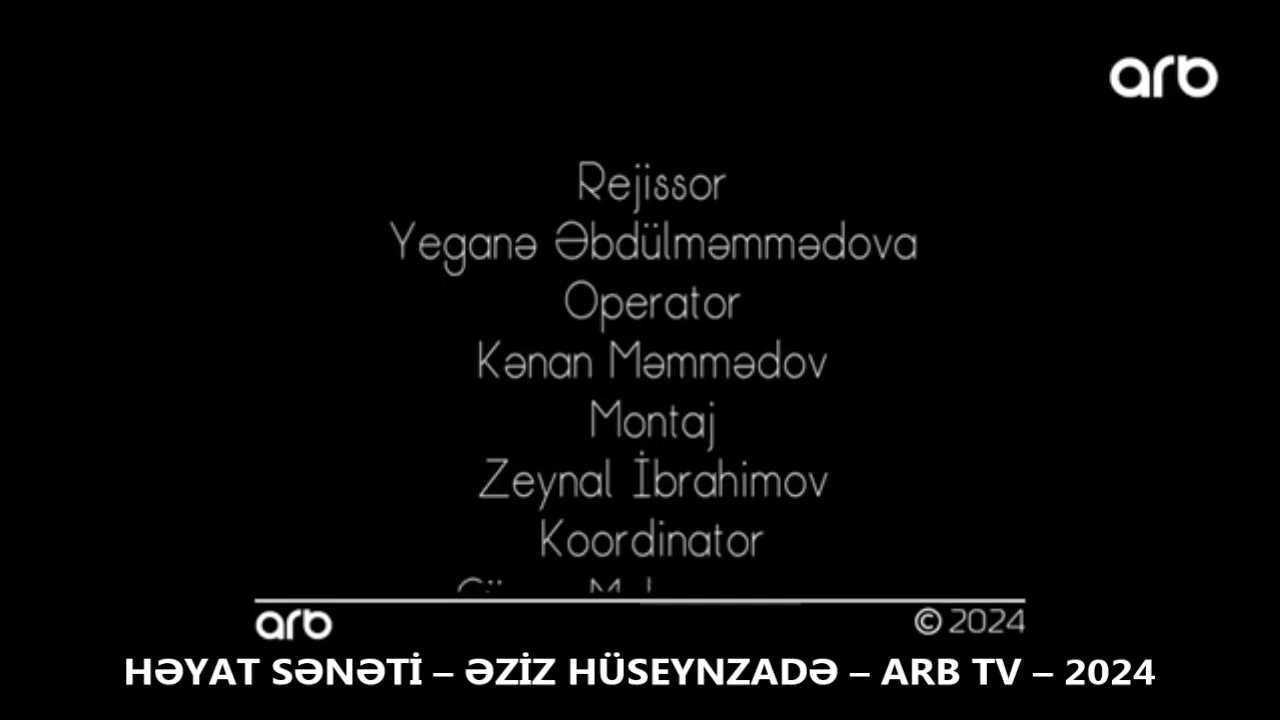 arb
Rejissor
Yeganə Əbdülməmmədova
Operator
Kənan Məmmədov
Montaj
Zeynal İbrahimov
Koordinator
arb © 2024
HƏYAT SƏNƏTİ – ƏZİZ HÜSEYNZADƏ – ARB TV – 2024